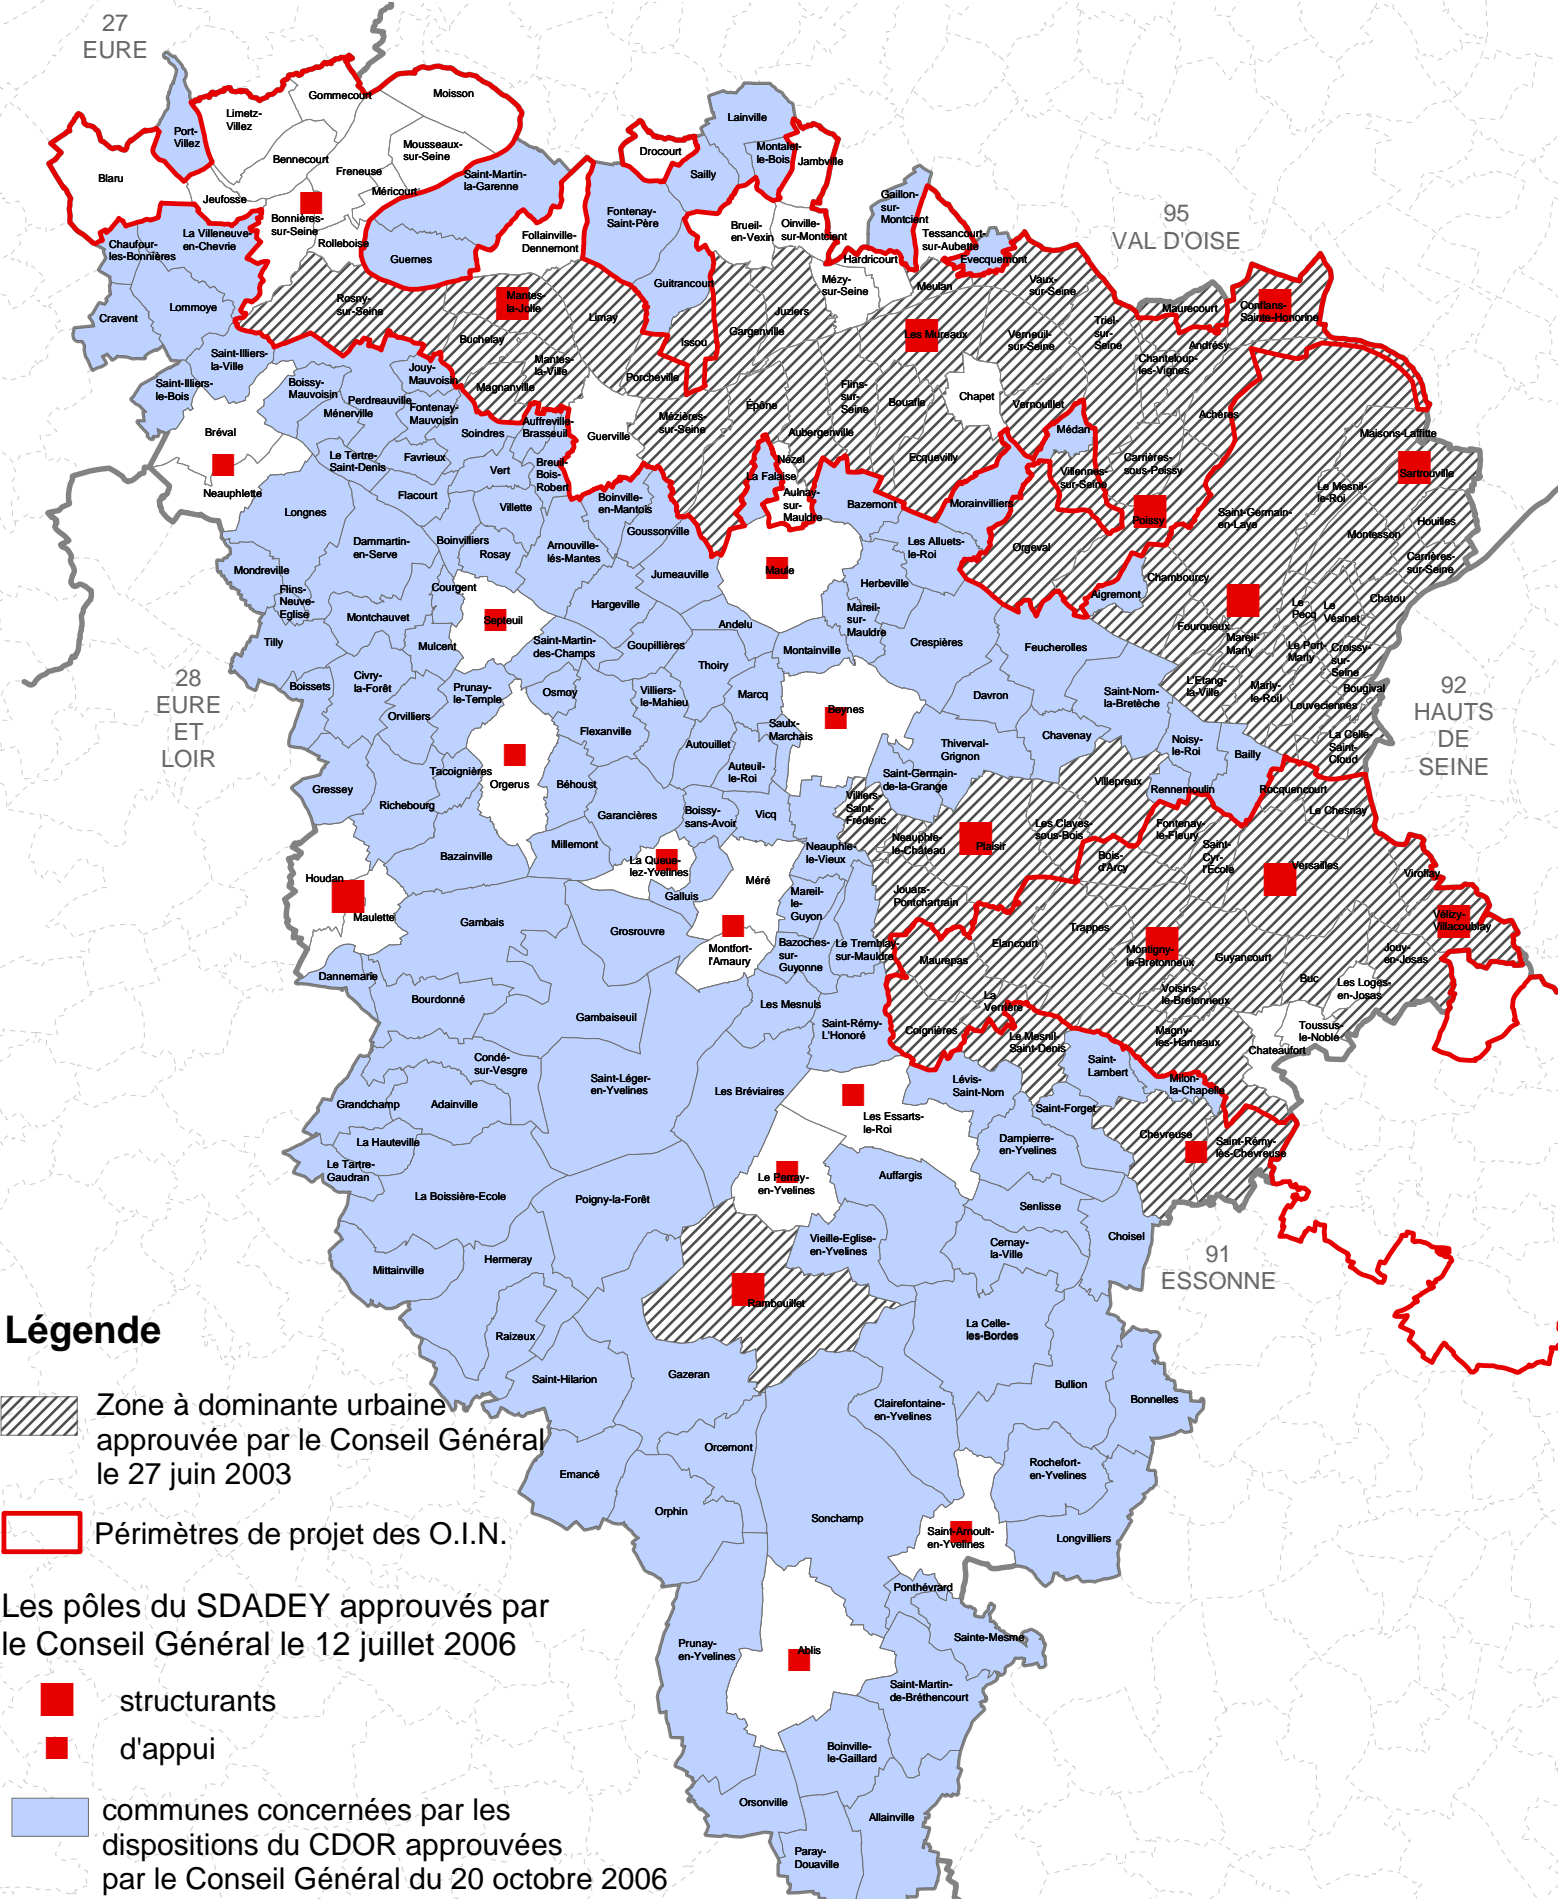 27
EURE
Gommecourt
Moisson
Limetz-
Villez
Port-
Villez
Bennecourt
Mousseaux-
sur-Seine
Freneuse
Blaru
Jeufosse
Méricourt
Saint-Martin-
la-Garenne
Bonnières-
sur-Seine
Rolleboise
La Villeneuve-
en-Chevrie
Chaufour-
les-Bonnières
Guernes
Follainville-
Dennemont
Fontenay-
Saint-Père
Drocourt
Sailly
Lainville
Montalet-
le-Bois
Jambville
Brueil-
en-Vexin
Oinville-
sur-Montcient
Gaillon-
sur-
Montcient
Tessancourt-
sur-Aubette
Evecquemont
Hardricourt
95
VAL D'OISE
Cravent
Lommoye
Rosny-
sur-Seine
Mantes-
la-Jolie
Limay
Guitrancourt
Issou
Gargenville
Juziers
Mézy-
sur-Seine
Meulan
Les Mureaux
Vaux-
sur-Seine
Verneuil-
sur-Seine
Triel-
sur-
Seine
Maurecourt
Conflans-
Sainte-Honorine
Andrésy
Chanteloup-
les-Vignes
Saint-Illiers-
la-Ville
Saint-Illiers-
le-Bois
Boissy-
Mauvoisin
Ménerville
Perdreauville
Jouy-
Mauvoisin
Fontenay-
Mauvoisin
Buchelay
Magnanville
Mantes-
la-Ville
Porcheville
Auffreville-
Brasseuil
Soindres
Guerville
Mézières-
sur-Seine
Épône
Aubergenville
Flins-
sur-
Seine
Bouafle
Chapet
Vernouillet
Ecquevilly
Médan
Villennes-
sur-Seine
Carrières-
sous-Poissy
Achères
Maisons-Laffitte
Sartrouville
Le Mesnil-
le-Roi
Bréval
Neauphlette
Le Tertre-
Saint-Denis
Favrieux
Vert
Breuil-
Bois-
Robert
Flacourt
Villette
Boinville-
en-Mantois
Goussonville
Nézel
La Falaise
Aulnay-
sur-
Mauldre
Bazemont
Morainvilliers
Poissy
Orgeval
Saint-Germain-
en-Laye
Houilles
Montesson
Carrières-
sur-Seine
Longnes
Dammartin-
en-Serve
Boinvilliers
Rosay
Arnouville-
lés-Mantes
Jumeauville
Maule
Les Alluets-
le-Roi
Herbeville
Mareil-
sur-
Mauldre
Aigremont
Chambourcy
Fourqueux
Mareil-
Marly
Le
Pecq
Le
Vésinet
Chatou
Mondreville
Flins-
Neuve-
Eglise
Tilly
Montchauvet
Courgent
Septeuil
Mulcent
Hargeville
Saint-Martin-
des-Champs
Goupillières
Andelu
Thoiry
Montainville
Crespières
Feucherolles
Le Port-
Marly
Croissy-
sur-
Seine
Bougival
L'Etang-
la-Ville
Marly-
le-Roil
Louveciennes
La Celle-
Saint-
Cloud
28
EURE
ET
LOIR
Boissets
Civry-
la-Forêt
Orvilliers
Prunay-
le-Temple
Osmoy
Villiers-
le-Mahieu
Marcq
Saulx-
Marchais
Beynes
Davron
Saint-Nom-
la-Bretèche
Chavenay
Noisy-
le-Roi
Bailly
Rennemoulin
92
HAUTS
DE
SEINE
Flexanville
Autouillet
Auteuil-
le-Roi
Thiverval-
Grignon
Saint-Germain-
de-la-Grange
Villepreux
Rocquencourt
Le Chesnay
Gressey
Richebourg
Tacoignières
Orgerus
Béhoust
Garancières
Boissy-
sans-Avoir
Vicq
Villiers-
Saint-
Fréderic
Neauphle-
le-Château
Plaisir
Les Clayes-
sous-Bois
Fontenay-
le-Fleury
Saint-
Cyr-
l'École
Versailles
Viroflay
Bazainville
Millemont
La Queue-
lez-Yvelines
Galluis
Méré
Neauphle-
le-Vieux
Mareil-
le-
Guyon
Jouars-
Pontchartrain
Bois-
d'Arcy
Vélizy-
Villacoublay
Houdan
Maulette
Gambais
Grosrouvre
Montfort-
l'Amaury
Bazoches-
sur-
Guyonne
Le Tremblay-
sur-Mauldre
Maurepas
Elancourt
Trappes
Montigny-
le-Bretonneux
Guyancourt
Buc
Jouy-
en-Josas
Les Loges-
en-Josas
Dannemarie
Bourdonné
Gambaiseuil
Les Mesnuls
Saint-Rémy-
L'Honoré
Coignières
La
Verrière
Le Mesnil-
Saint-Denis
Voisins-
le-Bretonneux
Magny-
les-Hameaux
Toussus-
le-Noble
Chateaufort
Condé-
sur-Vesgre
Saint-Léger-
en-Yvelines
Les Bréviaires
Les Essarts-
le-Roi
Lévis-
Saint-Nom
Saint-
Lambert
Milon-
la-Chapelle
Grandchamp
Adainville
La Hauteville
Le Tartre-
Gaudran
La Boissière-Ecole
Poigny-la-Forêt
Le Perray-
en-Yvelines
Auffargis
Saint-Forget
Dampierre-
en-Yvelines
Chevreuse
Saint-Rémy-
lès-Chevreuse
Senlisse
Choisel
Cernay-
la-Ville
Vieille-Eglise-
en-Yvelines
Mittainville
Hermeray
Rambouillet
91
ESSONNE
Légende
Raizeux
Saint-Hilarion
Gazeran
La Celle-
les-Bordes
Bullion
Bonnelles
Clairefontaine-
en-Yvelines
Zone à dominante urbaine
approuvée par le Conseil Général
le 27 juin 2003
Orcemont
Emancé
Orphin
Sonchamp
Rochefort-
en-Yvelines
Saint-Arnoult-
en-Yvelines
Longvilliers
Périmètres de projet des O.I.N.
Les pôles du SDADEY approuvés par
le Conseil Général le 12 juillet 2006
Ponthévrard
Sainte-Mesme
Prunay-
en-Yvelines
Ablis
Saint-Martin-
de-Bréthencourt
structurants
d'appui
Boinville-
le-Gaillard
Orsonville
Allainville
Paray-
Douaville
communes concernées par les
dispositions du CDOR approuvées
par le Conseil Général du 20 octobre 2006